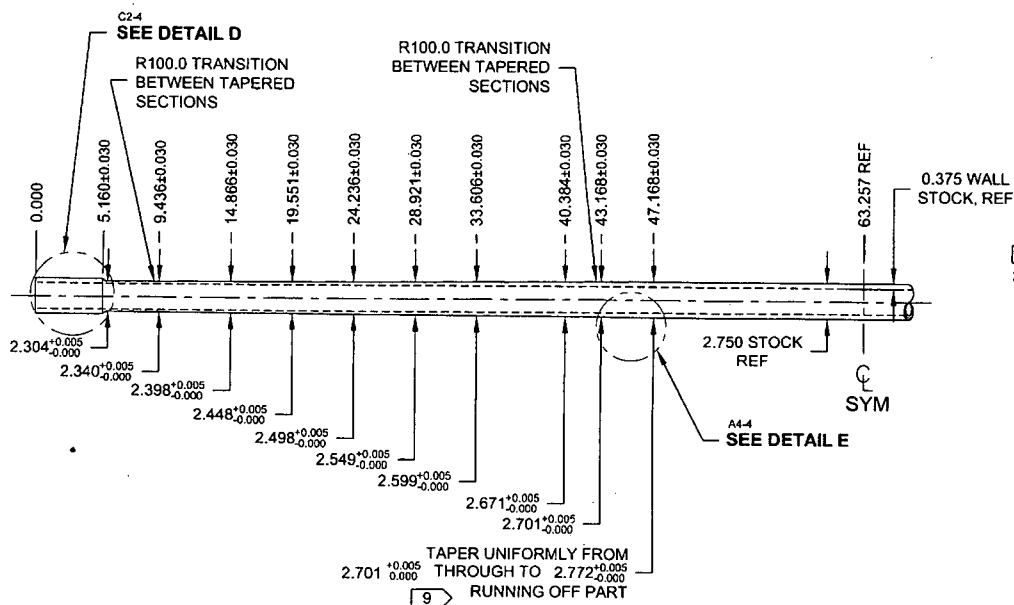 C2-4
SEE DETAIL D
R100.0 TRANSITION
BETWEEN TAPERED
SECTIONS
R100.0 TRANSITION
BETWEEN TAPERED
SECTIONS
0.000
5.160±0.030
9.436±0.030
14.866±0.030
19.551±0.030
24.236±0.030
28.921±0.030
33.606±0.030
40.384±0.030
43.168±0.030
47.168±0.030
63.257 REF
0.375 WALL
STOCK, REF
2.304 +0.005 -0.000
2.340 +0.005 -0.000
2.398 +0.005 -0.000
2.448 +0.005 -0.000
2.498 +0.005 -0.000
2.549 +0.005 -0.000
2.599 +0.005 -0.000
2.671 +0.005 -0.000
2.701 +0.005 -0.000
2.750 STOCK
REF
CL
SYM
A4-4
SEE DETAIL E
TAPER UNIFORMLY FROM
2.701 +0.005 0.000 THROUGH TO 2.772 +0.005 -0.000
9 RUNNING OFF PART